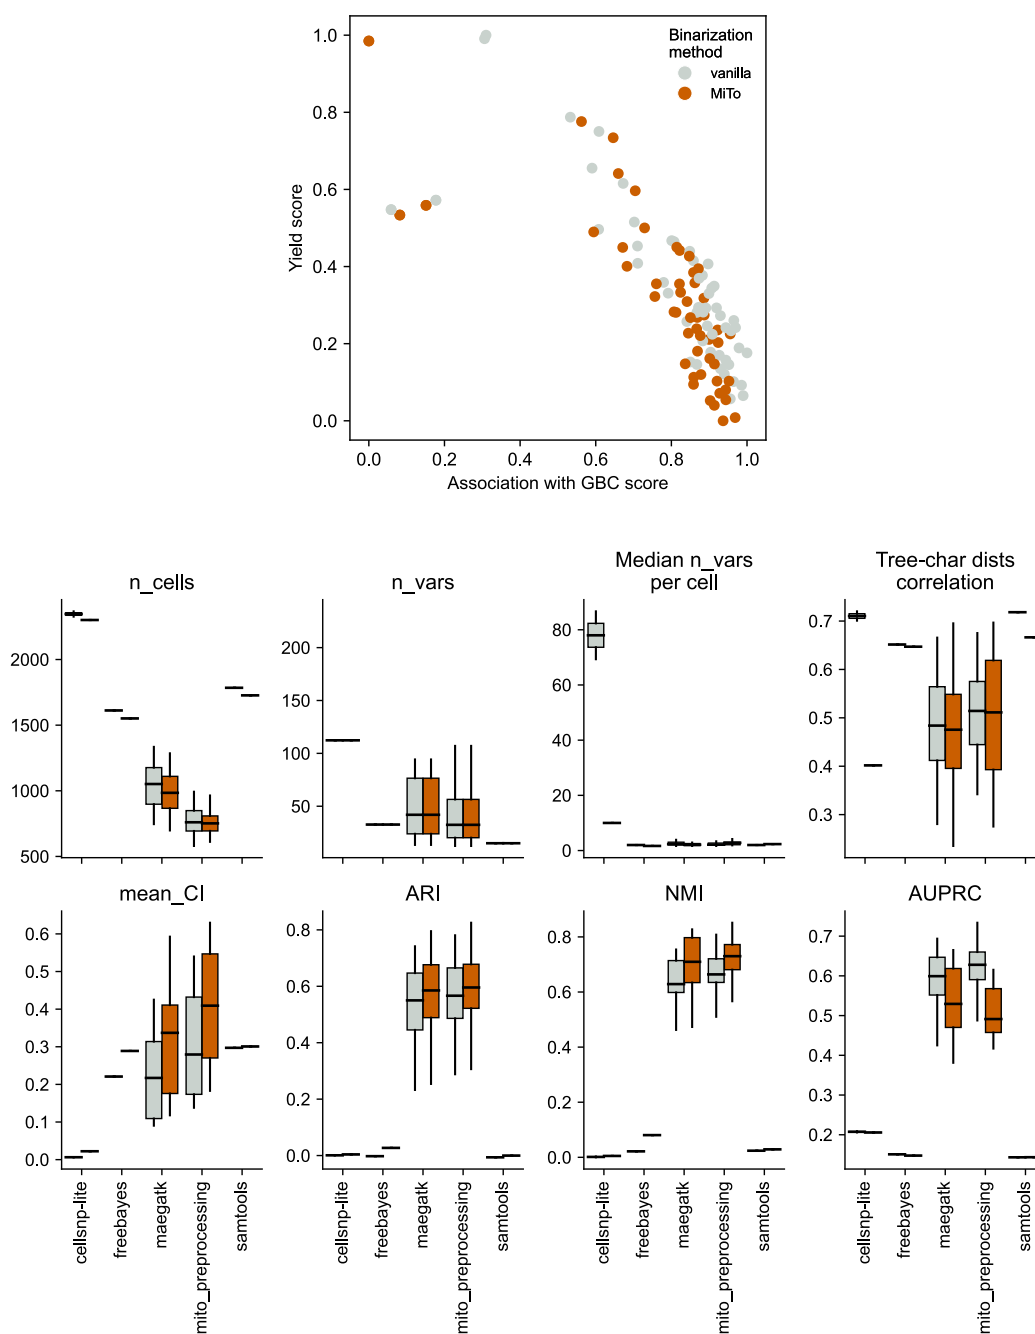 Binarization
method
vanilla
MiTo
1.0
0.8
0.6
0.4
0.2
0.0
Yield score
0.0 0.2 0.4 0.6 0.8 1.0
Association with GBC score
n_cells
2000
1500
1000
500
n_vars
200
150
100
50
Median n_vars
per cell
80
60
40
20
0
Tree-char dists
correlation
0.7
0.6
0.5
0.4
0.3
mean_CI
0.6
0.5
0.4
0.3
0.2
0.1
0.0
cellsnp-lite
freebayes
maegatk
mito_preprocessing
samtools
ARI
0.8
0.6
0.4
0.2
0.0
cellsnp-lite
freebayes
maegatk
mito_preprocessing
samtools
NMI
0.8
0.6
0.4
0.2
0.0
cellsnp-lite
freebayes
maegatk
mito_preprocessing
samtools
AUPRC
0.7
0.6
0.5
0.4
0.3
0.2
cellsnp-lite
freebayes
maegatk
mito_preprocessing
samtools